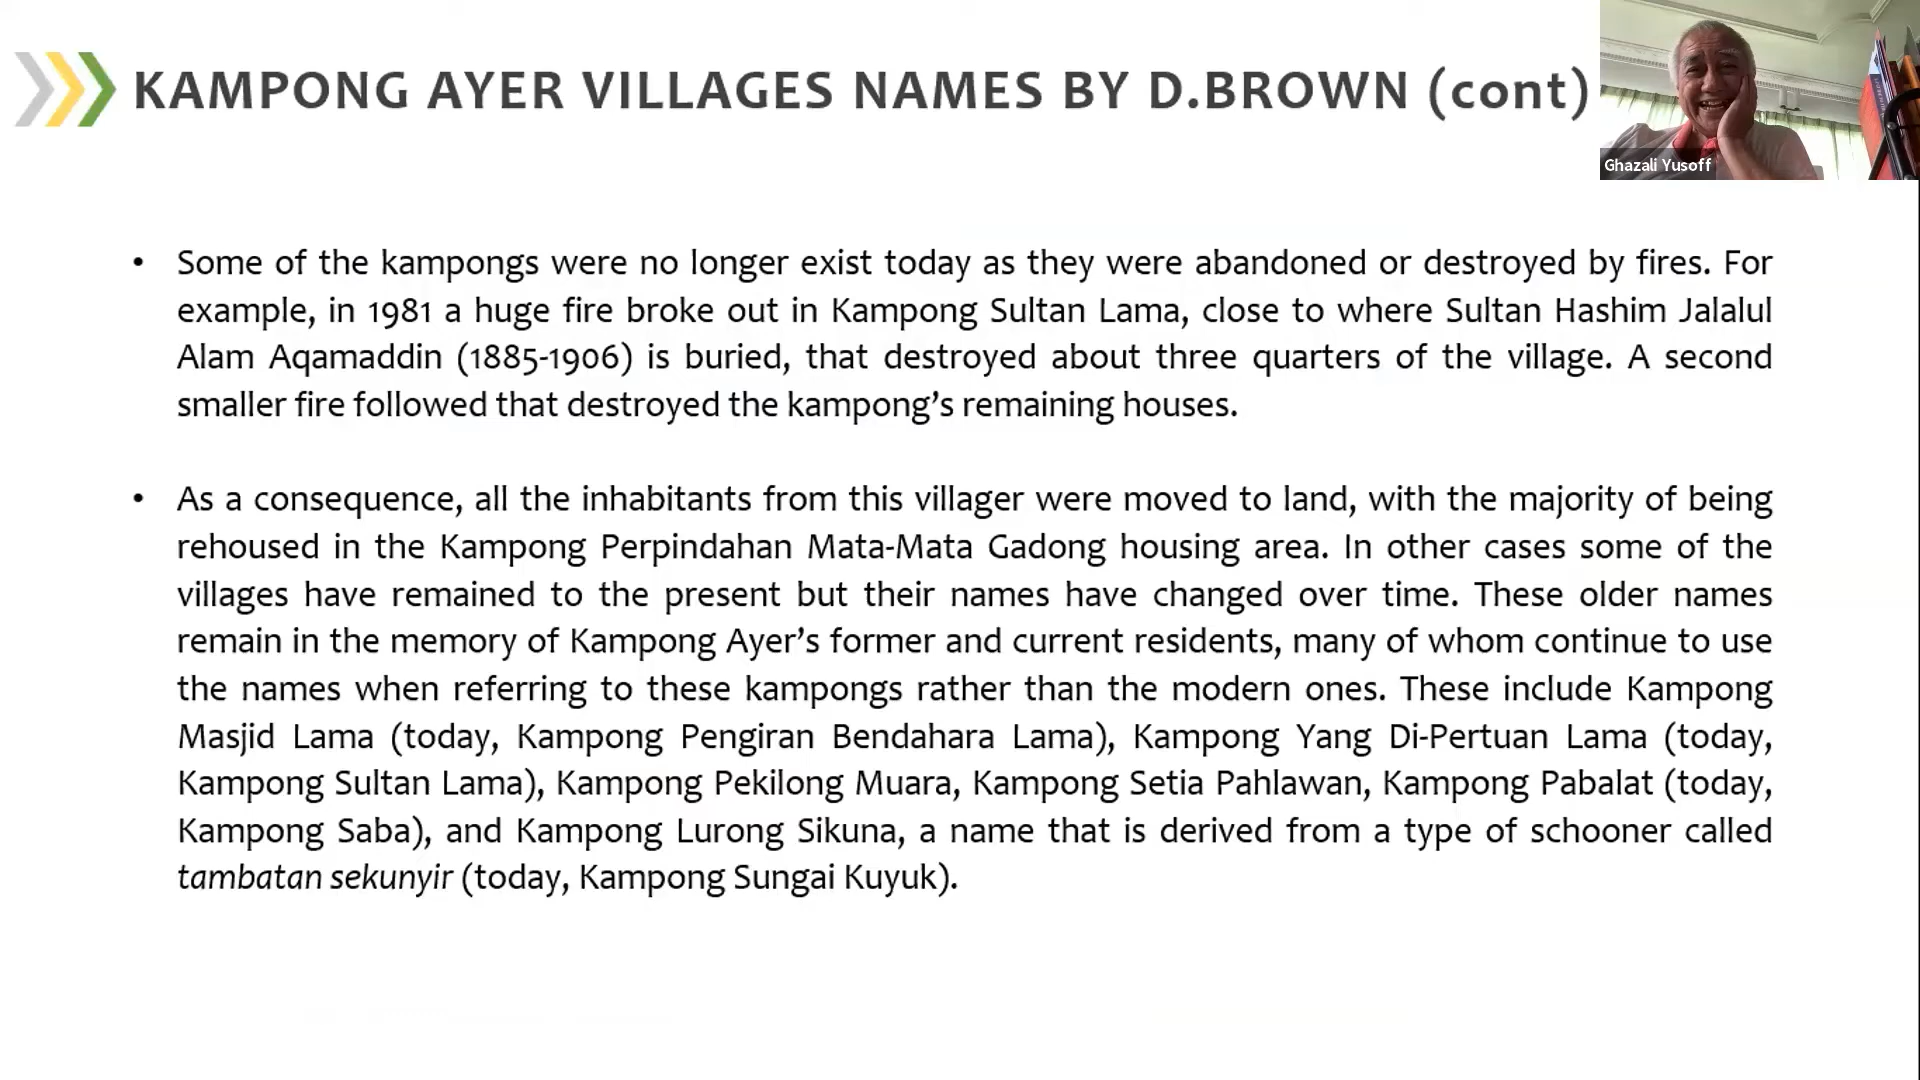 KAMPONG AYER VILLAGES NAMES BY D.BROWN (cont)
Ghazali Yusoff
• Some of the kampongs were no longer exist today as they were abandoned or destroyed by fires. For
example, in 1981 a huge fire broke out in Kampong Sultan Lama, close to where Sultan Hashim Jalalul
Alam Aqamaddin (1885-1906) is buried, that destroyed about three quarters of the village. A second
smaller fire followed that destroyed the kampong’s remaining houses.
• As a consequence, all the inhabitants from this villager were moved to land, with the majority of being
rehoused in the Kampong Perpindahan Mata-Mata Gadong housing area. In other cases some of the
villages have remained to the present but their names have changed over time. These older names
remain in the memory of Kampong Ayer’s former and current residents, many of whom continue to use
the names when referring to these kampongs rather than the modern ones. These include Kampong
Masjid Lama (today, Kampong Pengiran Bendahara Lama), Kampong Yang Di-Pertuan Lama (today,
Kampong Sultan Lama), Kampong Pekilong Muara, Kampong Setia Pahlawan, Kampong Pabalat (today,
Kampong Saba), and Kampong Lurong Sikuna, a name that is derived from a type of schooner called
tambatan sekunyir (today, Kampong Sungai Kuyuk).